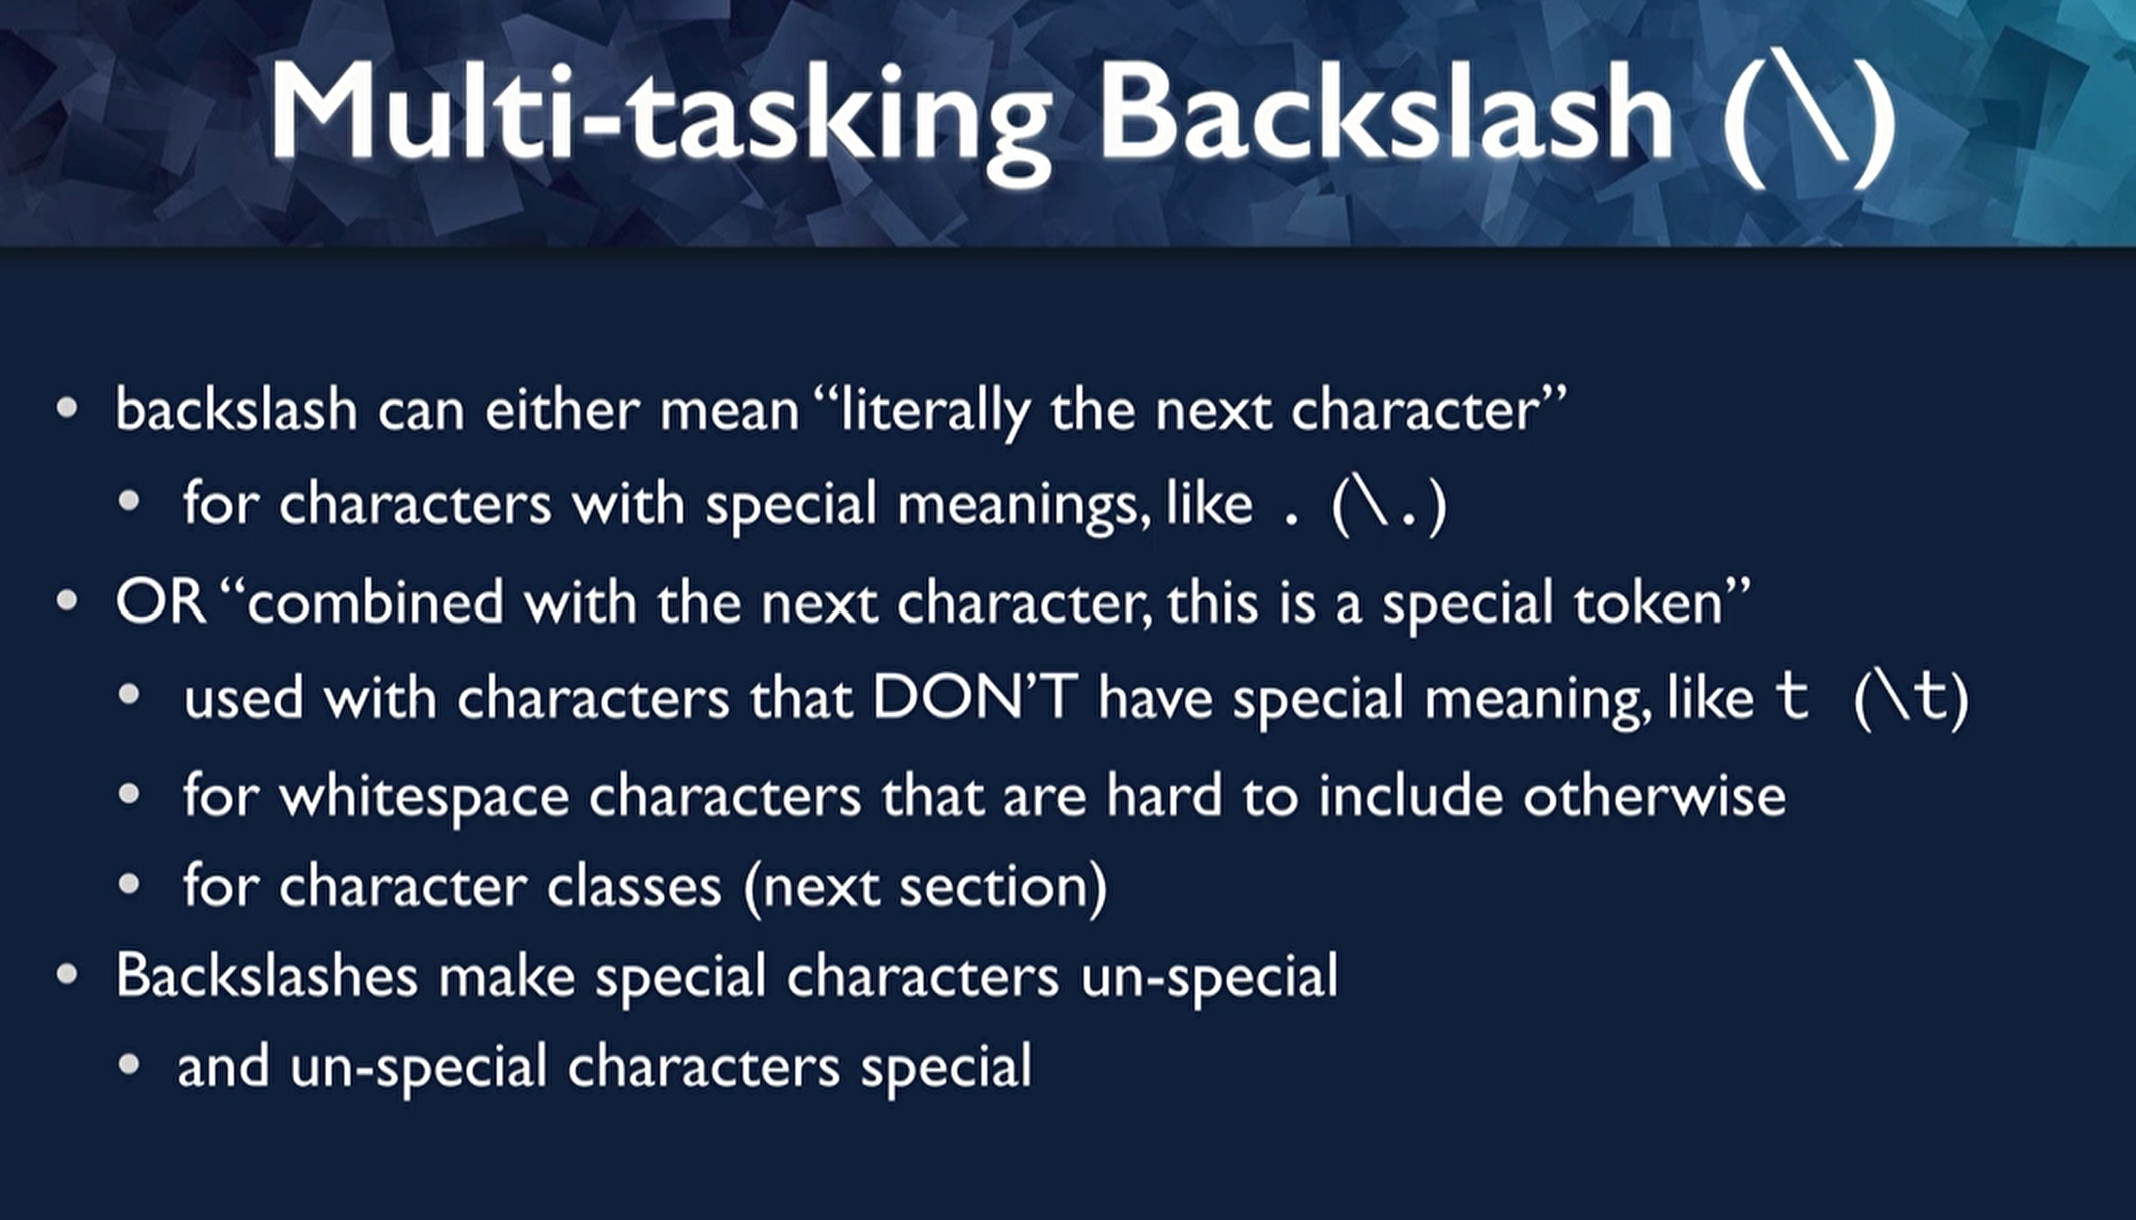 Multi-tasking Backslash (\)
• backslash can either mean “literally the next character”
• for characters with special meanings, like . (\.)
• OR “combined with the next character, this is a special token”
• used with characters that DON’T have special meaning, like t (\t)
• for whitespace characters that are hard to include otherwise
• for character classes (next section)
• Backslashes make special characters un-special
• and un-special characters special